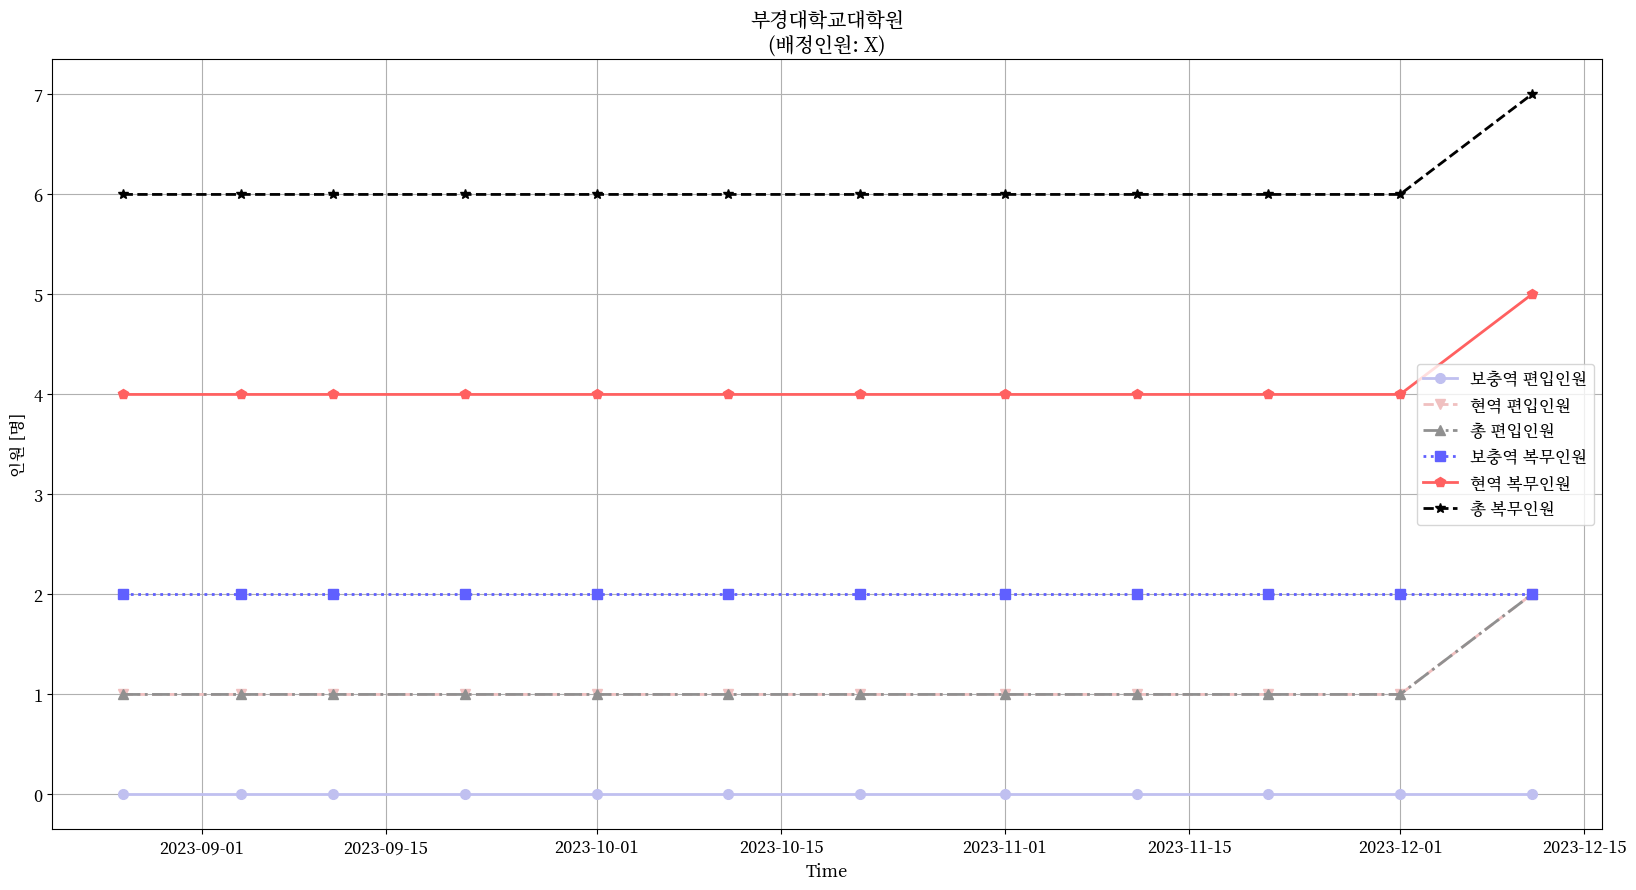 부경대학교대학원
(배정인원: X)
7
6
5
4
3
2
1
0
인원 [명]
보충역 편입인원
현역 편입인원
총 편입인원
보충역 복무인원
현역 복무인원
총 복무인원
2023-09-01
2023-09-15
2023-10-01
2023-10-15
2023-11-01
2023-11-15
2023-12-01
2023-12-15
Time